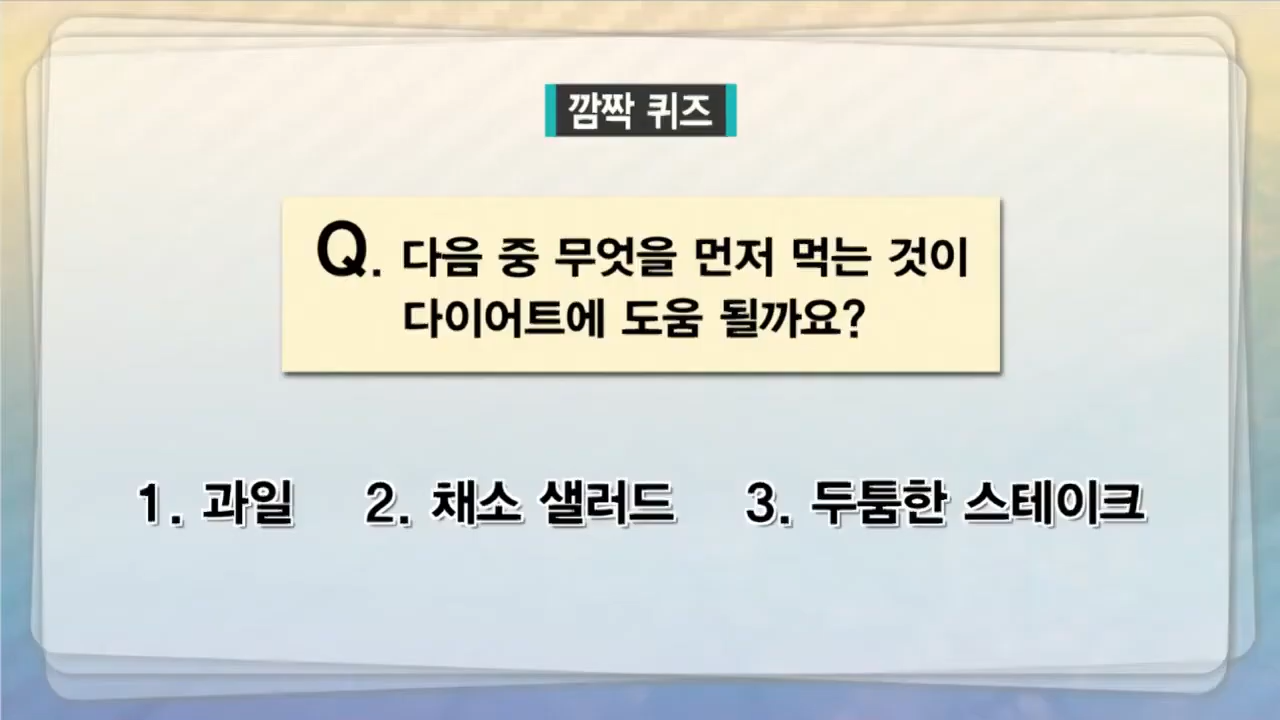 깜짝 퀴즈
Q. 다음 중 무엇을 먼저 먹는 것이
다이어트에 도움 될까요?
1. 과일 2. 채소 샐러드 3. 두툼한 스테이크